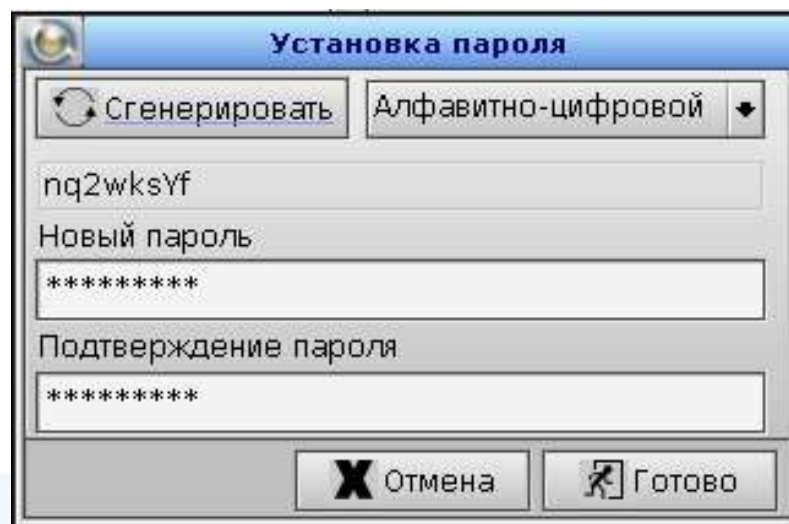 Установка пароля
Сгенерировать Алфавитно-цифровой
nq2wksYf
Новый пароль
*********
Подтверждение пароля
*********
Отмена Готово